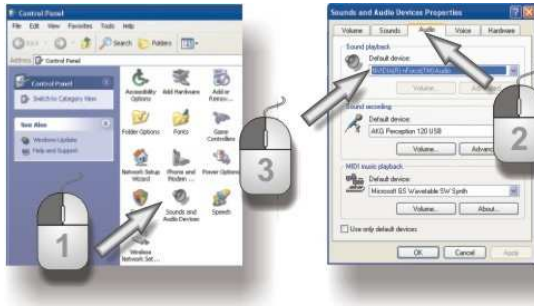 Control Panel
File Edit View Favorites Tools Help
Search Folders
Address Control Panel
Control Panel
Switch to Category View
See Also
Windows Update
Help and Support
Accessibility Options
Add Hardware
Add or Remov...
Folder Options
Fonts
Game Controllers
Network Setup Wizard
Phone and Modem ...
Power Options
Sounds and Audio Devices
Speech
Wireless Network Set ...
1
3
Sounds and Audio Devices Properties
Volume Sounds Audio Voice Hardware
Sound playback
Default device:
NVIDIA(R) nForce(TM) Audio
Volume...
Sound recording
Default device:
AKG Perception 120 USB
Volume...
MIDI music playback
Default device:
Microsoft GS Wavetable SW Synth
Volume... About...
Use only default devices
OK Cancel Apply
2